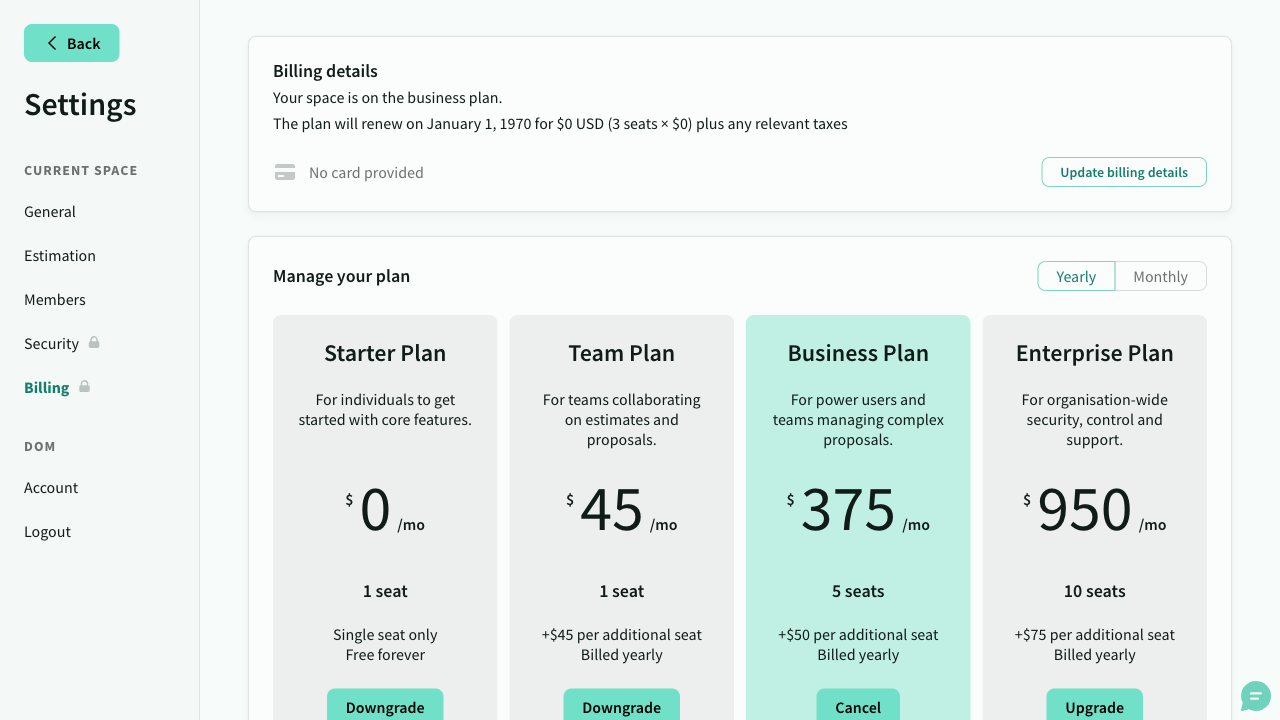 Back
Settings
CURRENT SPACE
General
Estimation
Members
Security
Billing
DOM
Account
Logout
Billing details
Your space is on the business plan.
The plan will renew on January 1, 1970 for $0 USD (3 seats × $0) plus any relevant taxes
No card provided
Update billing details
Manage your plan
Yearly
Monthly
Starter Plan
For individuals to get
started with core features.
$ 0 /mo
1 seat
Single seat only
Free forever
Downgrade
Team Plan
For teams collaborating
on estimates and
proposals.
$ 45 /mo
1 seat
+$45 per additional seat
Billed yearly
Downgrade
Business Plan
For power users and
teams managing complex
proposals.
$ 375 /mo
5 seats
+$50 per additional seat
Billed yearly
Cancel
Enterprise Plan
For organisation-wide
security, control and
support.
$ 950 /mo
10 seats
+$75 per additional seat
Billed yearly
Upgrade